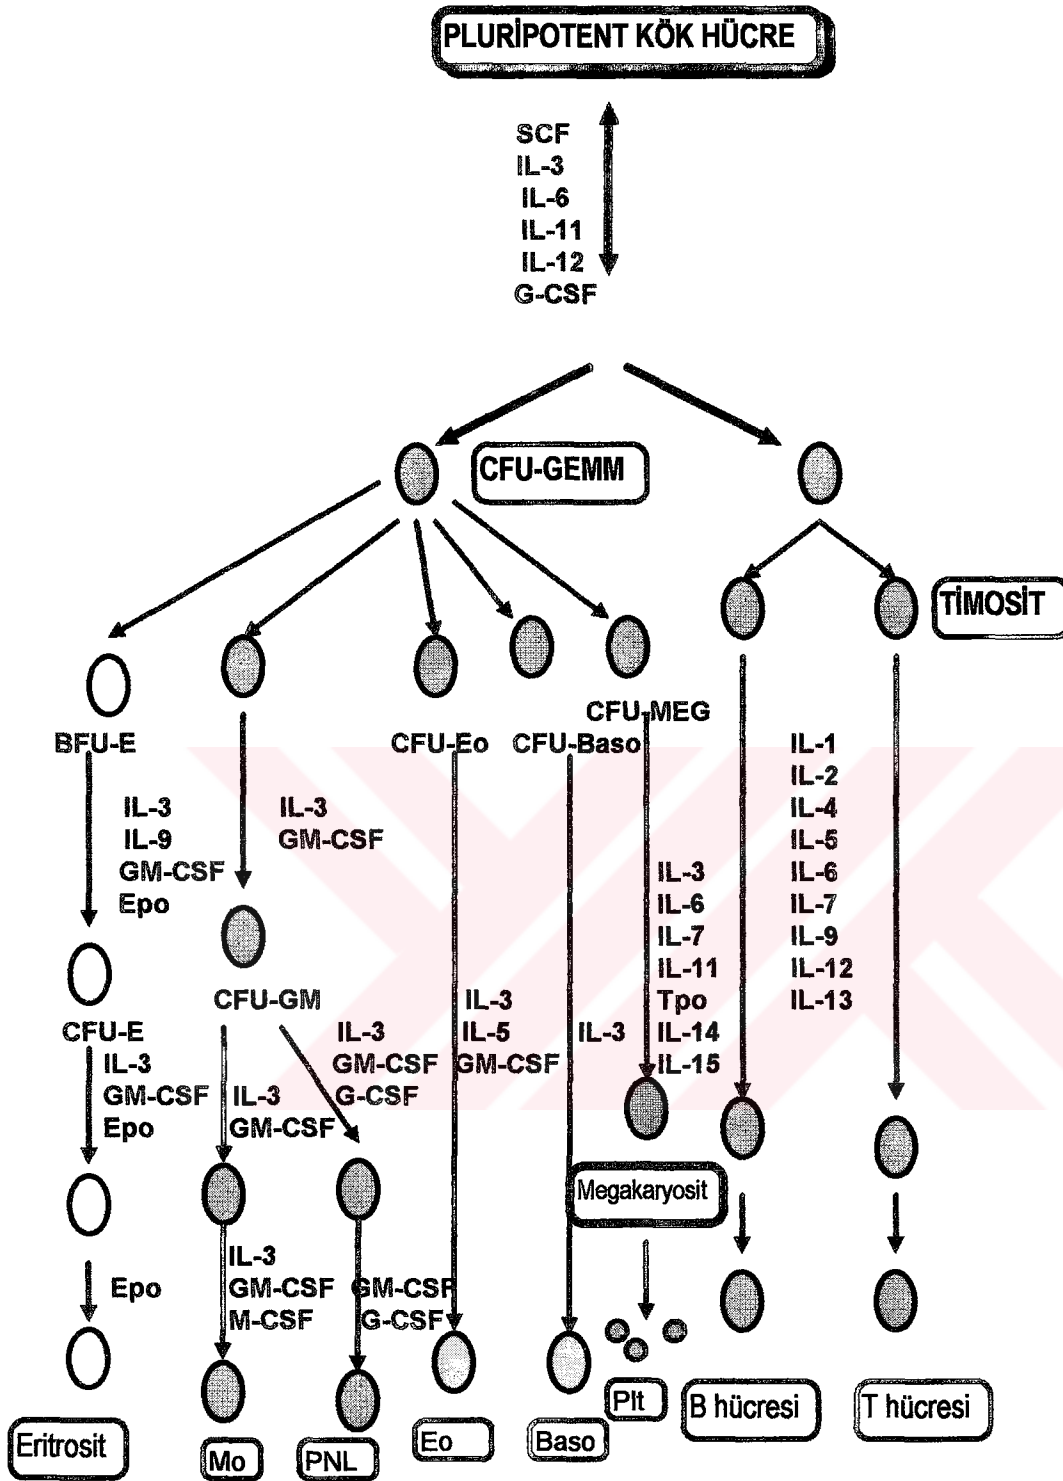 PLURİPOTENT KÖK HÜCRE
SCF
IL-3
IL-6
IL-11
IL-12
G-CSF
CFU-GEMM
TİMOSİT
BFU-E
CFU-Eo
CFU-Baso
CFU-MEG
IL-3
IL-9
GM-CSF
Epo
IL-3
GM-CSF
CFU-E
CFU-GM
IL-3
GM-CSF
Epo
IL-3
GM-CSF
IL-3
GM-CSF
G-CSF
IL-3
IL-5
GM-CSF
IL-3
IL-3
IL-6
IL-7
IL-11
Tpo
IL-14
IL-15
IL-1
IL-2
IL-4
IL-5
IL-6
IL-7
IL-9
IL-12
IL-13
Megakaryosit
Epo
IL-3
GM-CSF
M-CSF
GM-CSF
G-CSF
Eritrosit
Mo
PNL
Eo
Baso
Plt
B hücresi
T hücresi